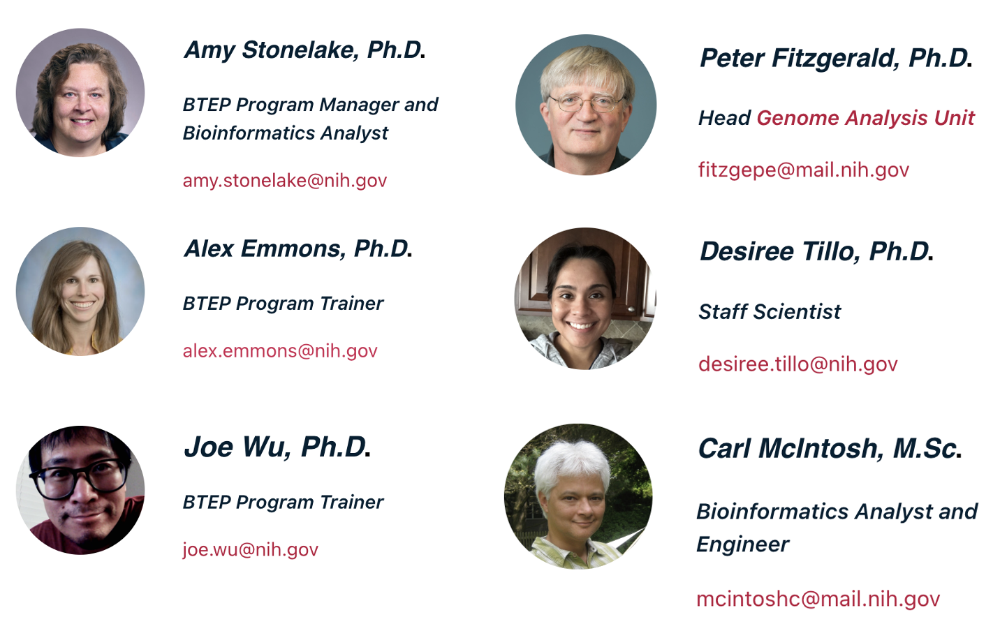 Amy Stonelake, Ph.D.
BTEP Program Manager and
Bioinformatics Analyst
amy.stonelake@nih.gov
Alex Emmons, Ph.D.
BTEP Program Trainer
alex.emmons@nih.gov
Joe Wu, Ph.D.
BTEP Program Trainer
joe.wu@nih.gov
Peter Fitzgerald, Ph.D.
Head Genome Analysis Unit
fitzgepe@mail.nih.gov
Desiree Tillo, Ph.D.
Staff Scientist
desiree.tillo@nih.gov
Carl McIntosh, M.Sc.
Bioinformatics Analyst and
Engineer
mcintoshc@mail.nih.gov